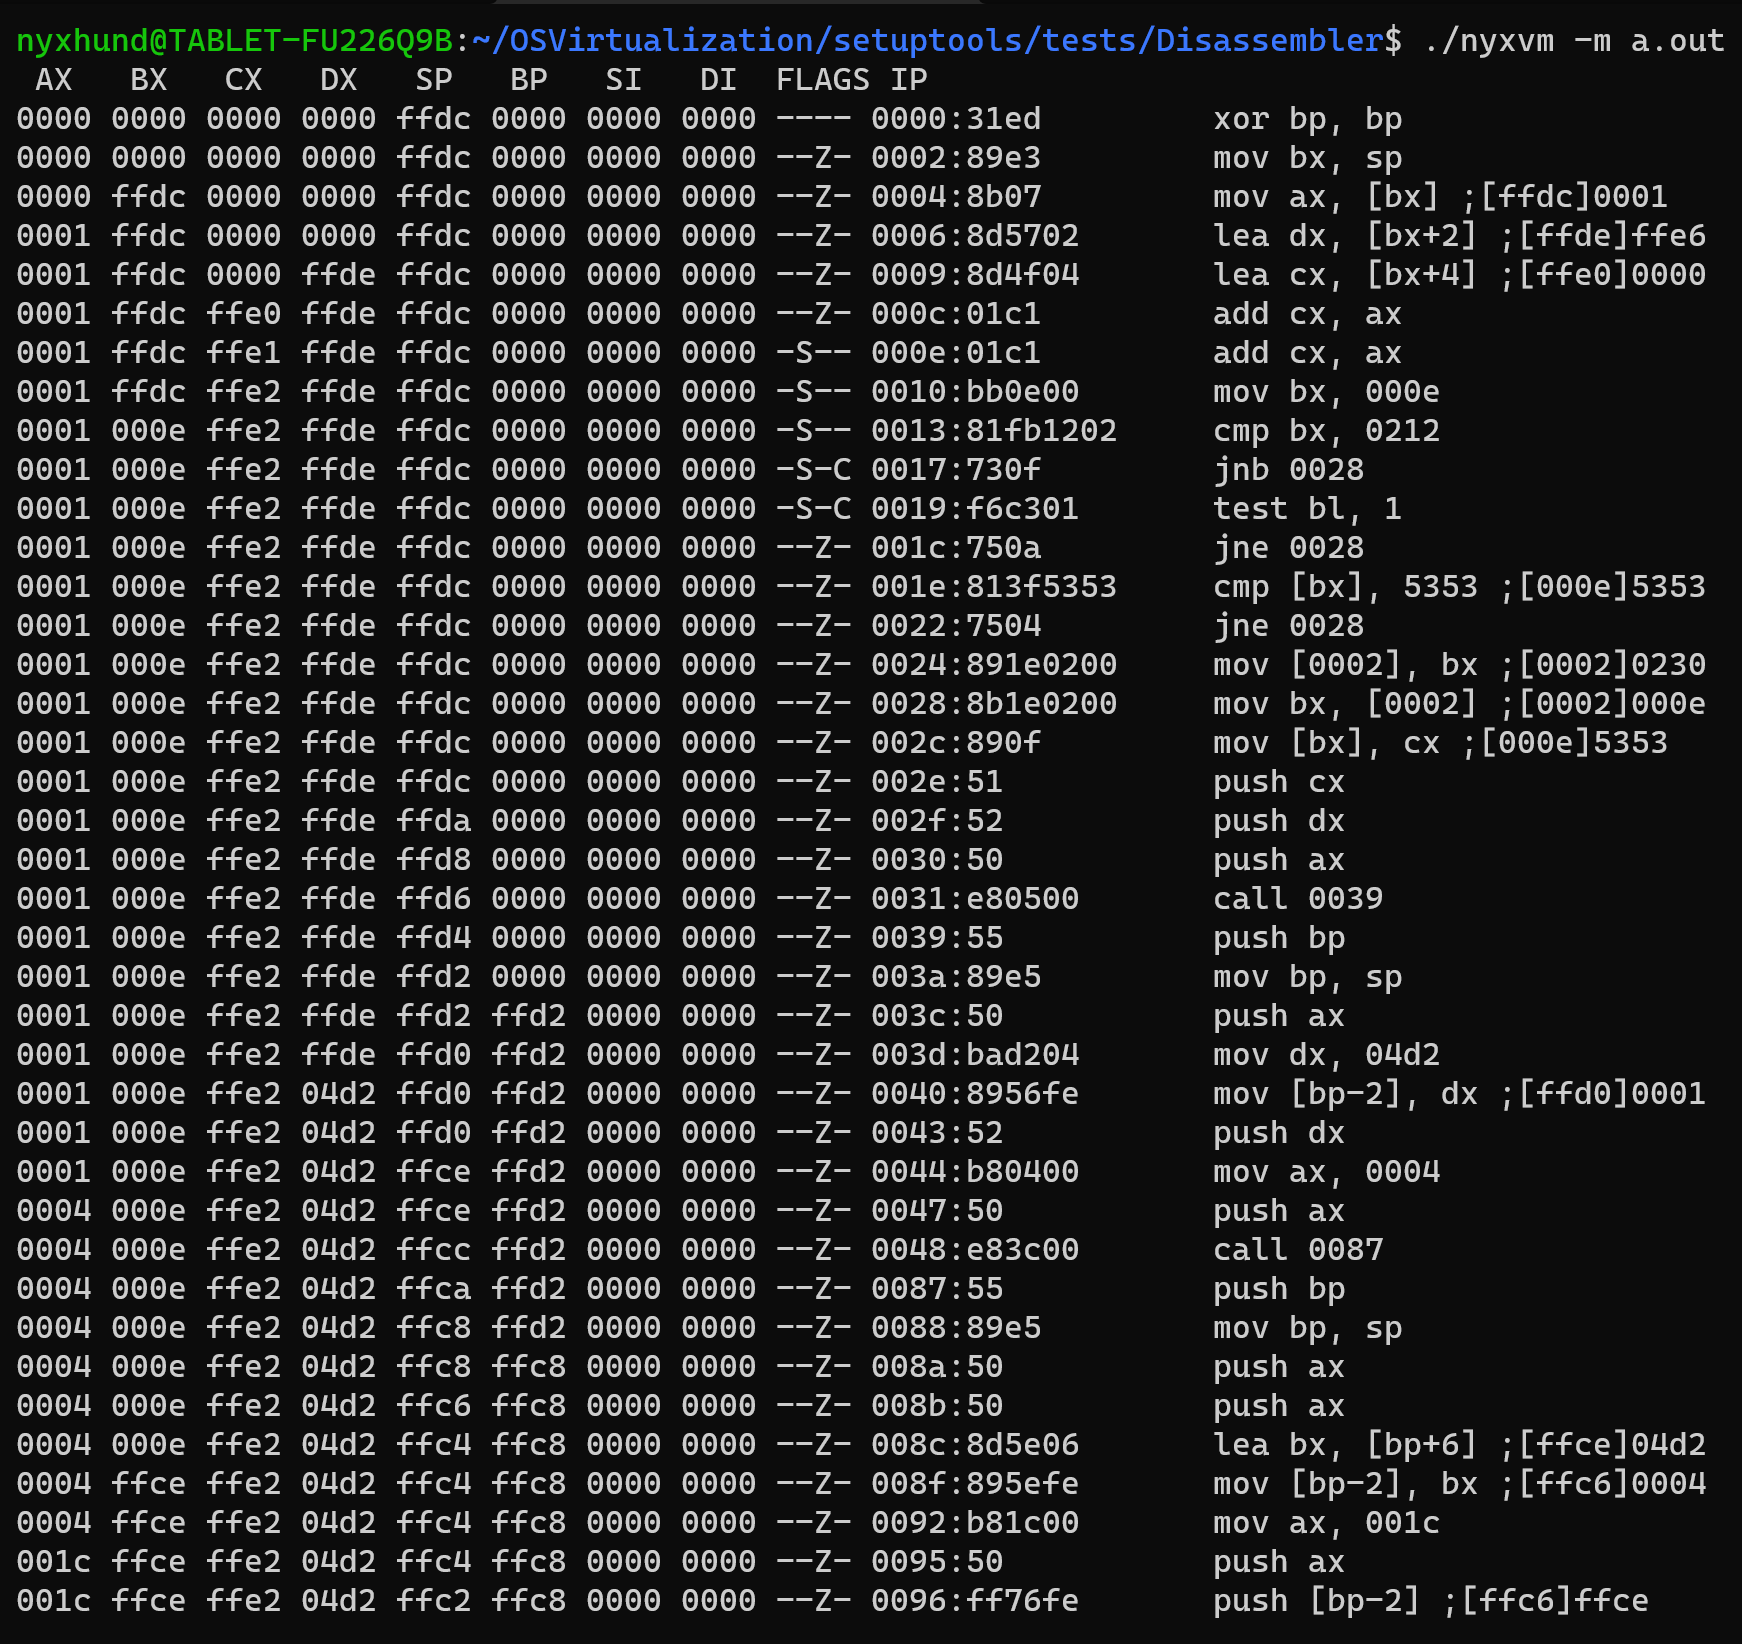 nyxhund@TABLET-FU226Q9B:~/OSVirtualization/setuptools/tests/Disassembler$ ./nyxvm -m a.out
 AX   BX   CX   DX   SP   BP   SI   DI  FLAGS IP
0000 0000 0000 0000 ffdc 0000 0000 0000 ---- 0000:31ed         xor bp, bp
0000 0000 0000 0000 ffdc 0000 0000 0000 --Z- 0002:89e3         mov bx, sp
0000 ffdc 0000 0000 ffdc 0000 0000 0000 --Z- 0004:8b07         mov ax, [bx] ;[ffdc]0001
0001 ffdc 0000 0000 ffdc 0000 0000 0000 --Z- 0006:8d5702       lea dx, [bx+2] ;[ffde]ffe6
0001 ffdc 0000 ffde ffdc 0000 0000 0000 --Z- 0009:8d4f04       lea cx, [bx+4] ;[ffe0]0000
0001 ffdc ffe0 ffde ffdc 0000 0000 0000 --Z- 000c:01c1         add cx, ax
0001 ffdc ffe1 ffde ffdc 0000 0000 0000 -S-- 000e:01c1         add cx, ax
0001 ffdc ffe2 ffde ffdc 0000 0000 0000 -S-- 0010:bb0e00       mov bx, 000e
0001 000e ffe2 ffde ffdc 0000 0000 0000 -S-- 0013:81fb1202     cmp bx, 0212
0001 000e ffe2 ffde ffdc 0000 0000 0000 -S-C 0017:730f         jnb 0028
0001 000e ffe2 ffde ffdc 0000 0000 0000 -S-C 0019:f6c301       test bl, 1
0001 000e ffe2 ffde ffdc 0000 0000 0000 --Z- 001c:750a         jne 0028
0001 000e ffe2 ffde ffdc 0000 0000 0000 --Z- 001e:813f5353     cmp [bx], 5353 ;[000e]5353
0001 000e ffe2 ffde ffdc 0000 0000 0000 --Z- 0022:7504         jne 0028
0001 000e ffe2 ffde ffdc 0000 0000 0000 --Z- 0024:891e0200     mov [0002], bx ;[0002]0230
0001 000e ffe2 ffde ffdc 0000 0000 0000 --Z- 0028:8b1e0200     mov bx, [0002] ;[0002]000e
0001 000e ffe2 ffde ffdc 0000 0000 0000 --Z- 002c:890f         mov [bx], cx ;[000e]5353
0001 000e ffe2 ffde ffdc 0000 0000 0000 --Z- 002e:51           push cx
0001 000e ffe2 ffde ffda 0000 0000 0000 --Z- 002f:52           push dx
0001 000e ffe2 ffde ffd8 0000 0000 0000 --Z- 0030:50           push ax
0001 000e ffe2 ffde ffd6 0000 0000 0000 --Z- 0031:e80500       call 0039
0001 000e ffe2 ffde ffd4 0000 0000 0000 --Z- 0039:55           push bp
0001 000e ffe2 ffde ffd2 0000 0000 0000 --Z- 003a:89e5         mov bp, sp
0001 000e ffe2 ffde ffd2 ffd2 0000 0000 --Z- 003c:50           push ax
0001 000e ffe2 ffde ffd0 ffd2 0000 0000 --Z- 003d:bad204       mov dx, 04d2
0001 000e ffe2 04d2 ffd0 ffd2 0000 0000 --Z- 0040:8956fe       mov [bp-2], dx ;[ffd0]0001
0001 000e ffe2 04d2 ffd0 ffd2 0000 0000 --Z- 0043:52           push dx
0001 000e ffe2 04d2 ffce ffd2 0000 0000 --Z- 0044:b80400       mov ax, 0004
0004 000e ffe2 04d2 ffce ffd2 0000 0000 --Z- 0047:50           push ax
0004 000e ffe2 04d2 ffcc ffd2 0000 0000 --Z- 0048:e83c00       call 0087
0004 000e ffe2 04d2 ffca ffd2 0000 0000 --Z- 0087:55           push bp
0004 000e ffe2 04d2 ffc8 ffd2 0000 0000 --Z- 0088:89e5         mov bp, sp
0004 000e ffe2 04d2 ffc8 ffc8 0000 0000 --Z- 008a:50           push ax
0004 000e ffe2 04d2 ffc6 ffc8 0000 0000 --Z- 008b:50           push ax
0004 000e ffe2 04d2 ffc4 ffc8 0000 0000 --Z- 008c:8d5e06       lea bx, [bp+6] ;[ffce]04d2
0004 ffce ffe2 04d2 ffc4 ffc8 0000 0000 --Z- 008f:895efe       mov [bp-2], bx ;[ffc6]0004
0004 ffce ffe2 04d2 ffc4 ffc8 0000 0000 --Z- 0092:b81c00       mov ax, 001c
001c ffce ffe2 04d2 ffc4 ffc8 0000 0000 --Z- 0095:50           push ax
001c ffce ffe2 04d2 ffc2 ffc8 0000 0000 --Z- 0096:ff76fe       push [bp-2] ;[ffc6]ffce